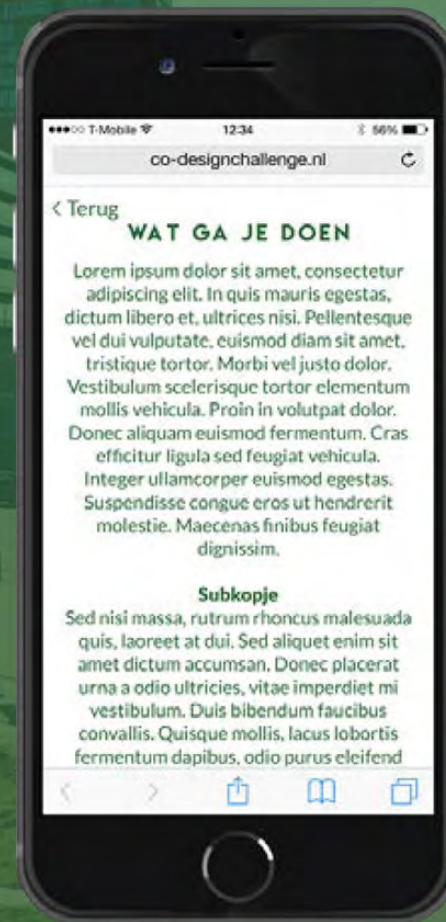 T-Mobile 12:34 56%
co-designchallenge.nl
< Terug
WAT GA JE DOEN
Lorem ipsum dolor sit amet, consectetur
adipiscing elit. In quis mauris egestas,
dictum libero et, ultrices nisi. Pellentesque
vel dui vulputate, euismod diam sit amet,
tristique tortor. Morbi vel justo dolor.
Vestibulum scelerisque tortor elementum
mollis vehicula. Proin in volutpat dolor.
Donec aliquam euismod fermentum. Cras
efficitur ligula sed feugiat vehicula.
Integer ullamcorper euismod egestas.
Suspendisse congue eros ut hendrerit
molestie. Maecenas finibus feugiat
dignissim.
Subkopje
Sed nisi massa, rutrum rhoncus malesuada
quis, laoreet at dui. Sed aliquet enim sit
amet dictum accumsan. Donec placerat
urna a odio ultricies, vitae imperdiet mi
vestibulum. Duis bibendum faucibus
convallis. Quisque mollis, lacus lobortis
fermentum dapibus, odio purus eleifend